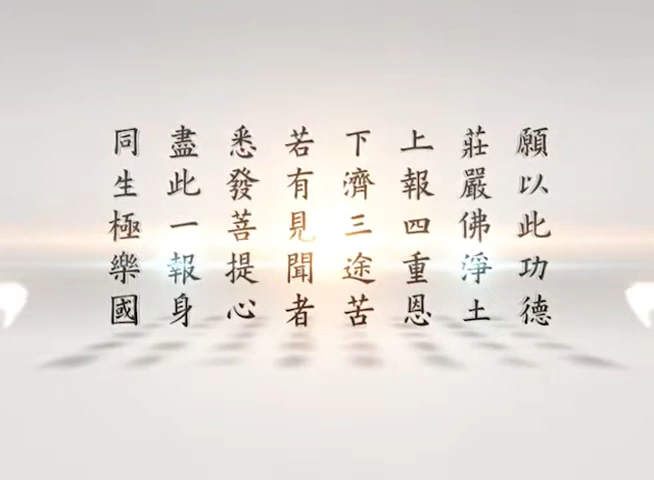 願以此功德
莊嚴佛淨土
上報四重恩
下濟三途苦
若有見聞者
悉發菩提心
盡此一報身
同生極樂國